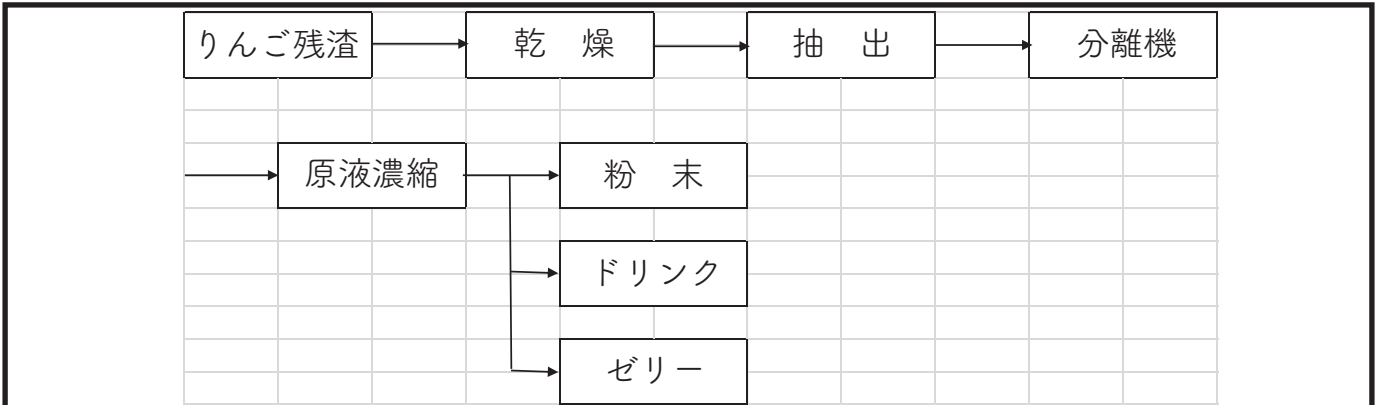 りんご残渣 乾　燥 抽　出 分離機
原液濃縮 粉　末
ドリンク
ゼリー